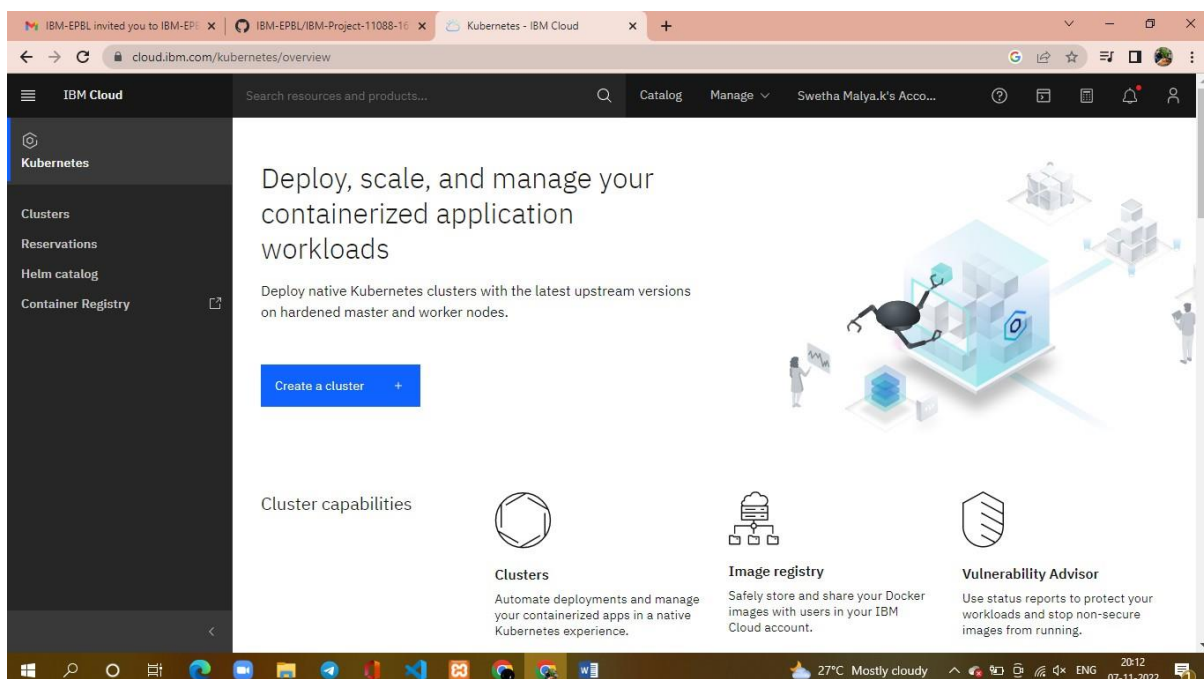 IBM-EPBL invited you to IBM-EPB
IBM-EPBL/IBM-Project-11088-16
Kubernetes - IBM Cloud
cloud.ibm.com/kubernetes/overview
IBM Cloud
Search resources and products...
Catalog
Manage
Swetha Malya.k's Acco...
Kubernetes
Clusters
Reservations
Helm catalog
Container Registry
Deploy, scale, and manage your
containerized application
workloads
Deploy native Kubernetes clusters with the latest upstream versions
on hardened master and worker nodes.
Create a cluster +
Cluster capabilities
Clusters
Automate deployments and manage
your containerized apps in a native
Kubernetes experience.
Image registry
Safely store and share your Docker
images with users in your IBM
Cloud account.
Vulnerability Advisor
Use status reports to protect your
workloads and stop non-secure
images from running.
27°C Mostly cloudy
ENG
20:12
07-11-2022